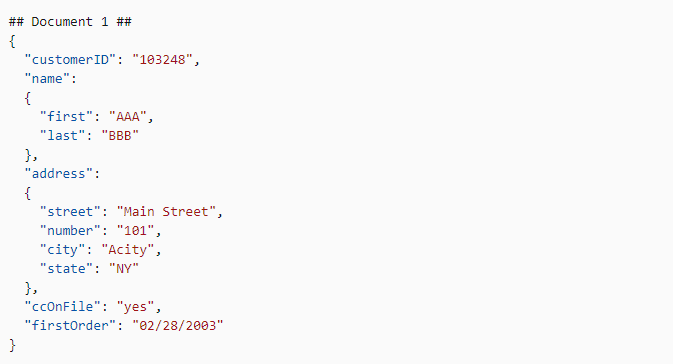 ## Document 1 ##
{
  "customerID": "103248",
  "name":
  {
    "first": "AAA",
    "last": "BBB"
  },
  "address":
  {
    "street": "Main Street",
    "number": "101",
    "city": "Acity",
    "state": "NY"
  },
  "ccOnFile": "yes",
  "firstOrder": "02/28/2003"
}